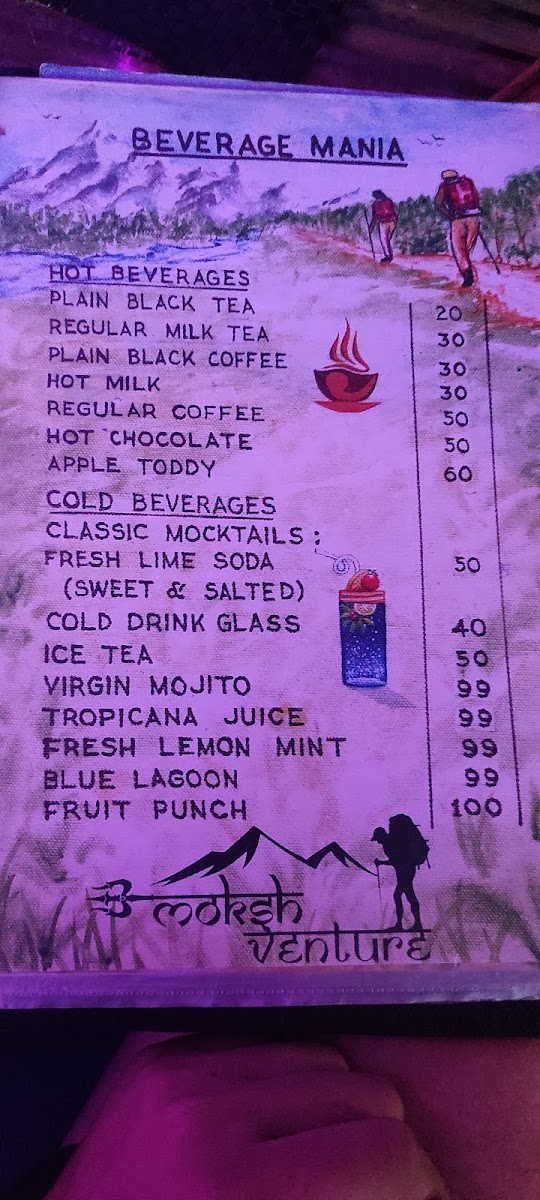 BEVERAGE MANIA
HOT BEVERAGES
PLAIN BLACK TEA 20
REGULAR MILK TEA 30
PLAIN BLACK COFFEE 30
HOT MILK 30
REGULAR COFFEE 50
HOT CHOCOLATE 50
APPLE TODDY 60
COLD BEVERAGES
CLASSIC MOCKTAILS :
FRESH LIME SODA 50
(SWEET & SALTED)
COLD DRINK GLASS 40
ICE TEA 50
VIRGIN MOJITO 99
TROPICANA JUICE 99
FRESH LEMON MINT 99
BLUE LAGOON 99
FRUIT PUNCH 100
moksh
venture